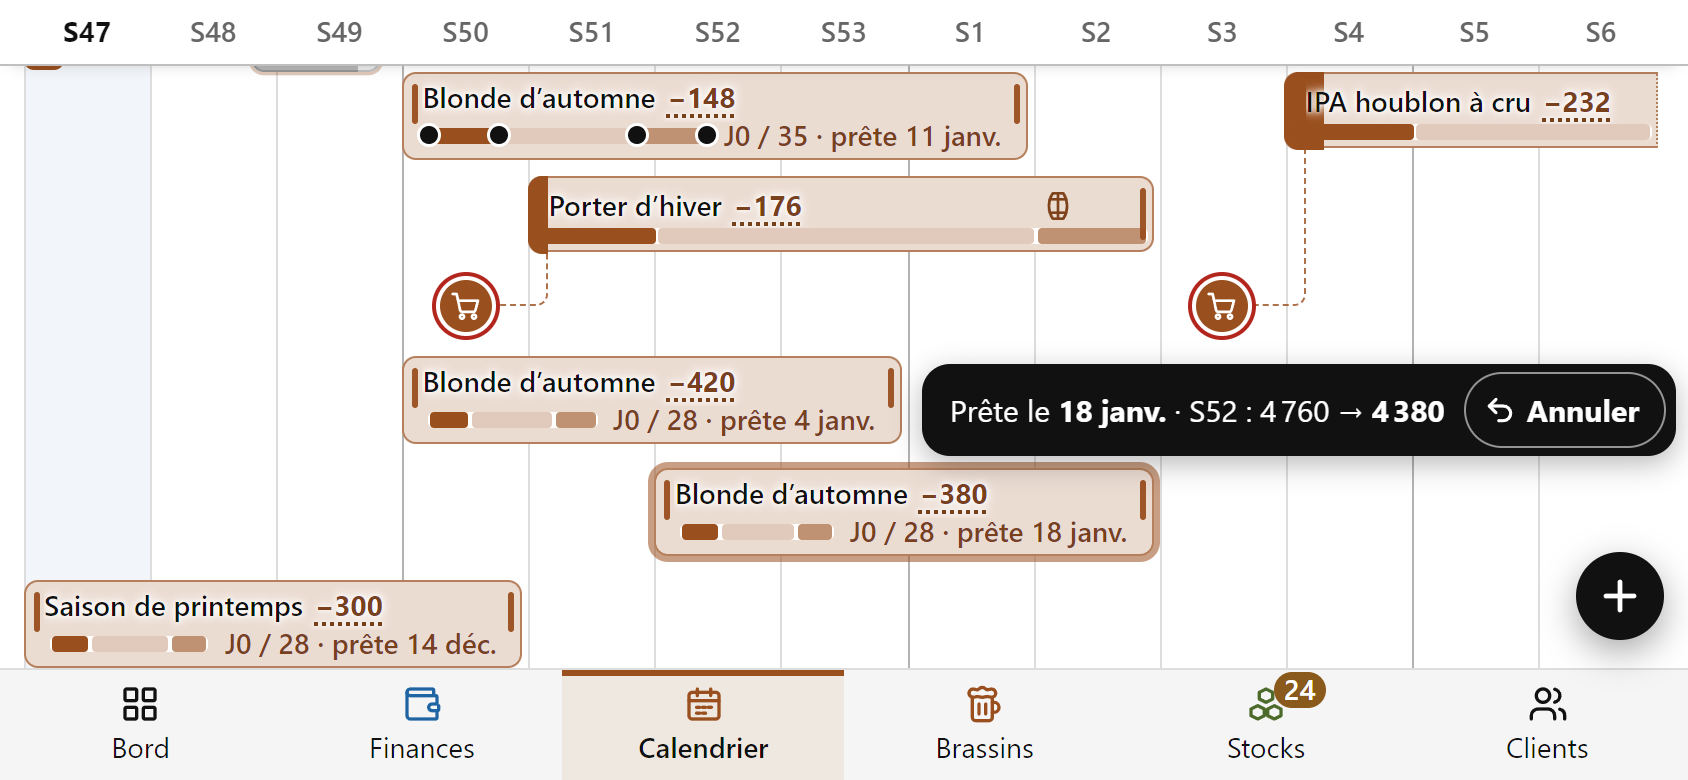 S47 S48 S49 S50 S51 S52 S53 S1 S2 S3 S4 S5 S6
Blonde d’automne −148
J0 / 35 · prête 11 janv.
IPA houblon à cru −232
Porter d’hiver −176
Blonde d’automne −420
J0 / 28 · prête 4 janv.
Prête le 18 janv. · S52 : 4 760 → 4 380 Annuler
Blonde d’automne −380
J0 / 28 · prête 18 janv.
Saison de printemps −300
J0 / 28 · prête 14 déc.
24
Bord Finances Calendrier Brassins Stocks Clients